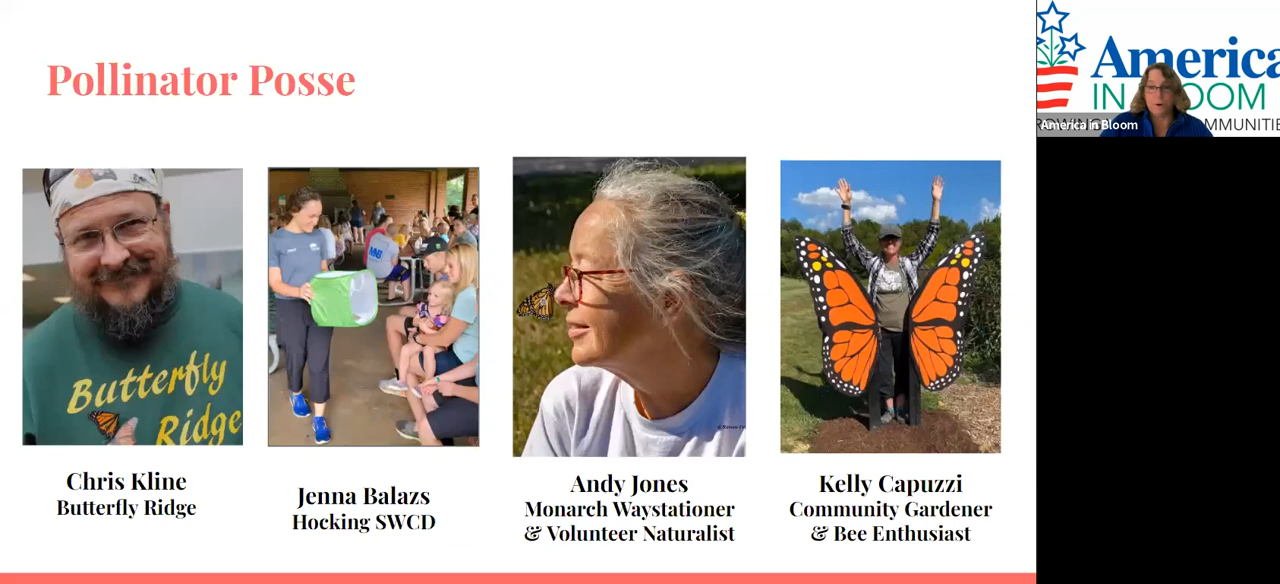 Pollinator Posse
America
IN BLOOM
America in Bloom
Butterfly
Ridge
Chris Kline
Butterfly Ridge
Jenna Balazs
Hocking SWCD
Andy Jones
Monarch Waystationer
& Volunteer Naturalist
Kelly Capuzzi
Community Gardener
& Bee Enthusiast